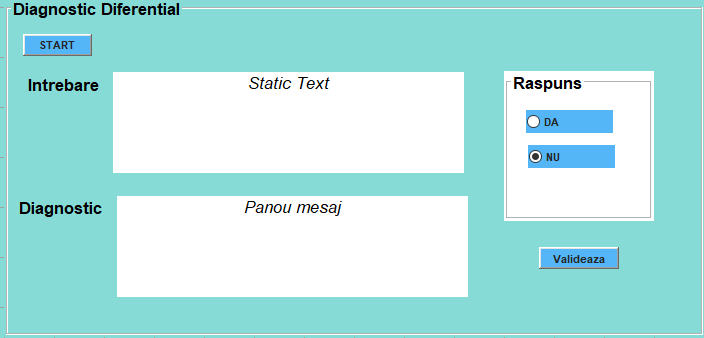 Diagnostic Diferential
START
Intrebare
Static Text
Raspuns
DA
NU
Diagnostic
Panou mesaj
Valideaza